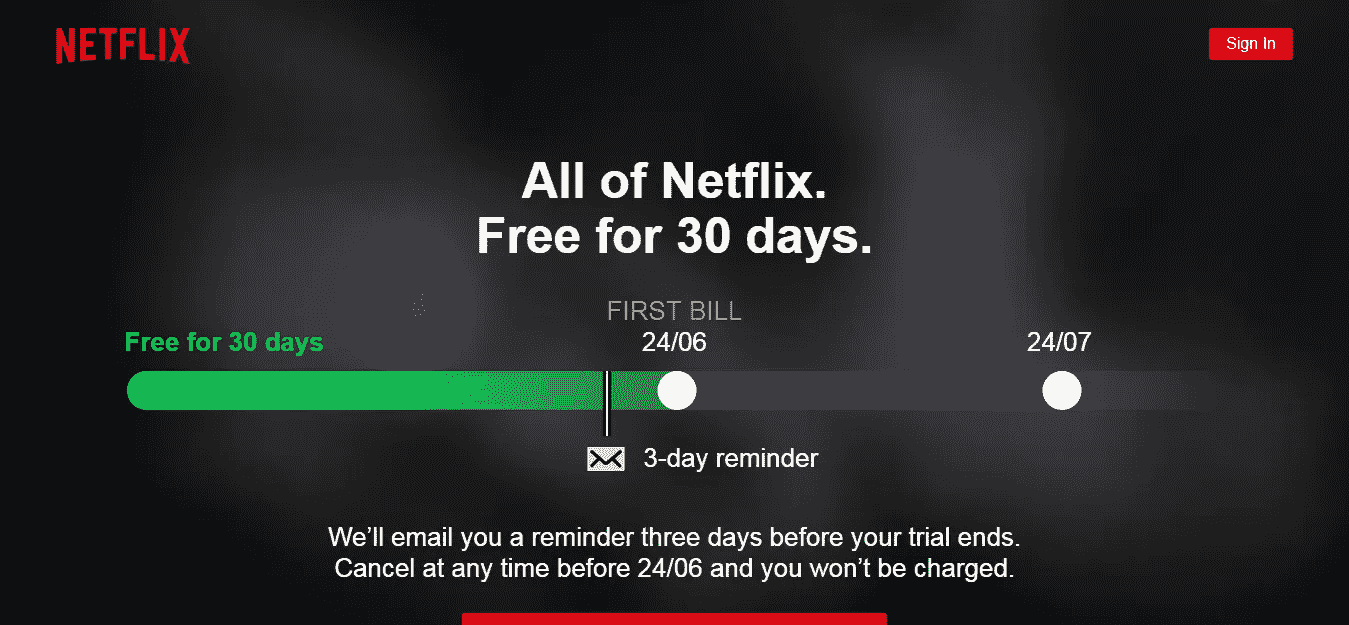 NETFLIX
Sign In
All of Netflix.
Free for 30 days.
FIRST BILL
Free for 30 days
24/06
24/07
3-day reminder
We’ll email you a reminder three days before your trial ends.
Cancel at any time before 24/06 and you won’t be charged.